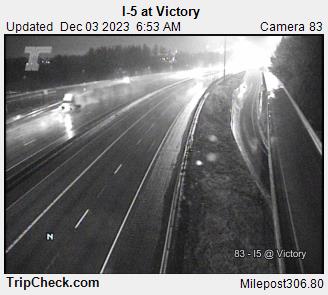 I-5 at Victory
Updated Dec 03 2023 6:53 AM Camera 83
T
N
83 - I5 @ Victory
TripCheck.com Milepost306.80